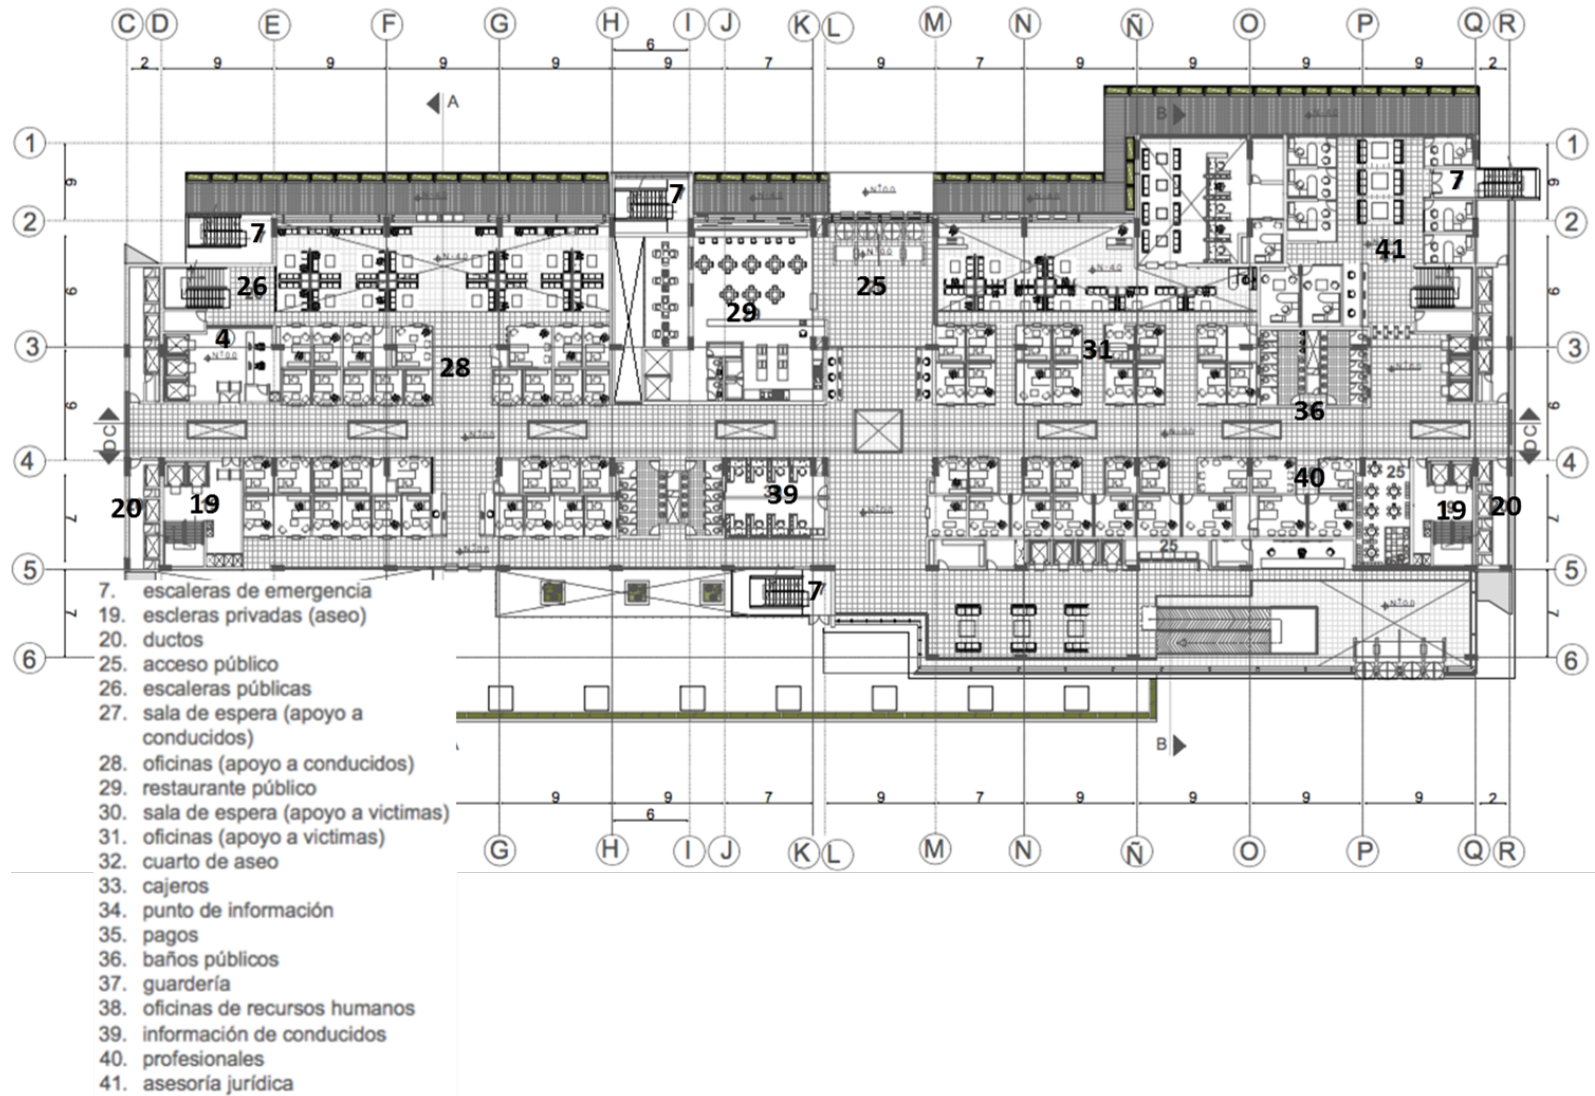 C D E F G H I J K L M N Ñ O P Q R
6
2 9 9 9 9 7 9 7 9 9 9 9 2
A
B
1 1
7
7
6 6
2 2
7
41
26
25
6 6
29
4
31
3 3
28
6 6
36
D C D C
4 4
40
25
39
20 19 19 20
7 7
25
5 5
7
7 7
6 6
B
7. escaleras de emergencia
19. escleras privadas (aseo)
20. ductos
25. acceso público
26. escaleras públicas
27. sala de espera (apoyo a
conducidos)
28. oficinas (apoyo a conducidos)
29. restaurante público
30. sala de espera (apoyo a victimas)
31. oficinas (apoyo a victimas)
32. cuarto de aseo
33. cajeros
34. punto de información
35. pagos
36. baños públicos
37. guardería
38. oficinas de recursos humanos
39. información de conducidos
40. profesionales
41. asesoría jurídica
9 9 7 9 7 9 9 9 9 2
6
G H I J K L M N Ñ O P Q R